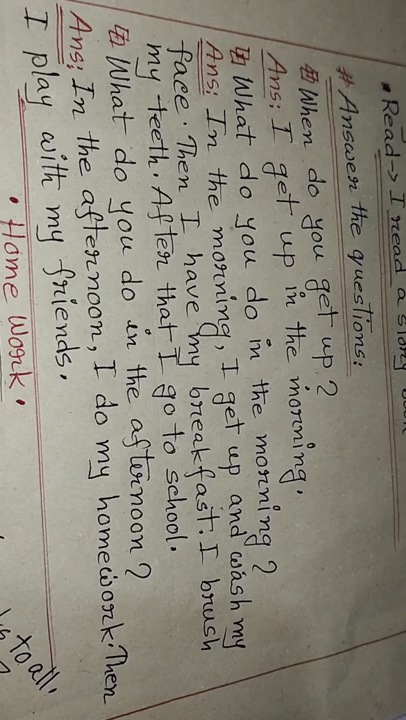 Read → I read a story book
# Answer the questions:
When do you get up?
Ans: I get up in the morning.
What do you do in the morning?
Ans: In the morning, I get up and wash my
face. Then I have my breakfast. I brush
my teeth. After that I go to school.
What do you do in the afternoon?
Ans: In the afternoon, I do my homework. Then
I play with my friends.
• Home Work •
to all.